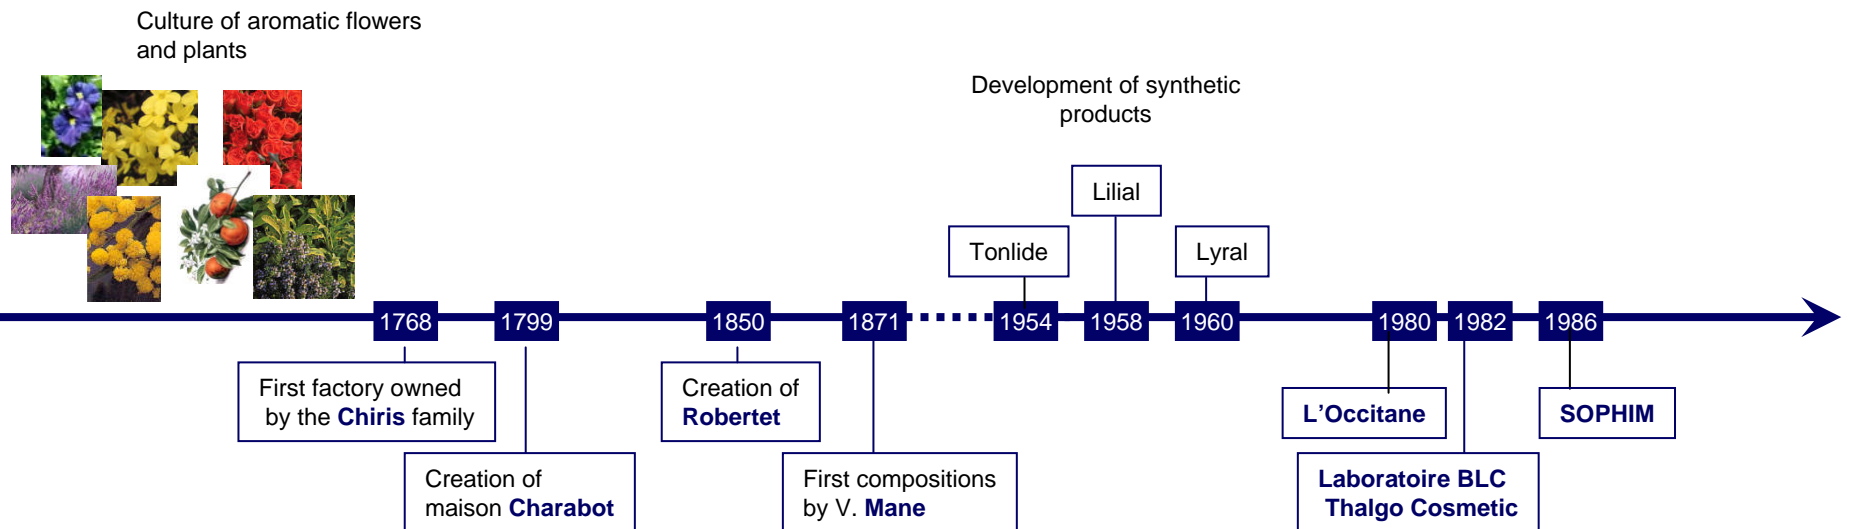 Culture of aromatic flowers
and plants
Development of synthetic
products
Lilial
Tonlide
Lyral
1768
1799
1850
1871
1954
1958
1960
1980
1982
1986
First factory owned
by the Chiris family
Creation of
Robertet
L’Occitane
SOPHIM
Creation of
maison Charabot
First compositions
by V. Mane
Laboratoire BLC
Thalgo Cosmetic